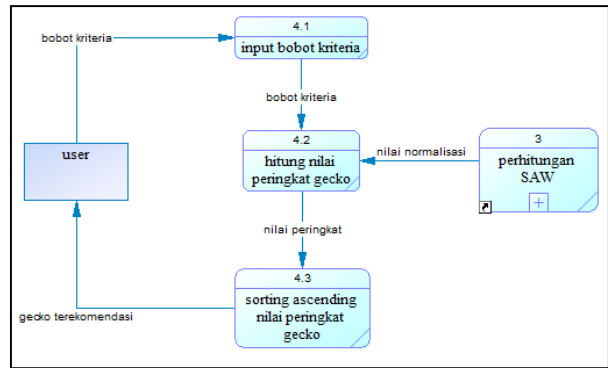 bobot kriteria
4.1
input bobot kriteria
bobot kriteria
user
4.2
hitung nilai
peringkat gecko
nilai normalisasi
3
perhitungan
SAW
nilai peringkat
4.3
sorting ascending
nilai peringkat
gecko
gecko terekomendasi